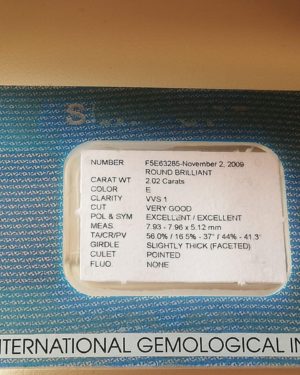 NUMBER F5E63285-November 2, 2009
ROUND BRILLIANT
CARAT WT 2.02 Carats
COLOR E
CLARITY VVS 1
CUT VERY GOOD
POL & SYM EXCELLENT / EXCELLENT
MEAS. 7.93 - 7.96 x 5.12 mm
TA/CR/PV 56.0% / 16.5% - 37° / 44% - 41.3°
GIRDLE SLIGHTLY THICK (FACETED)
CULET POINTED
FLUO. NONE
NTERNATIONAL GEMOLOGICAL IN